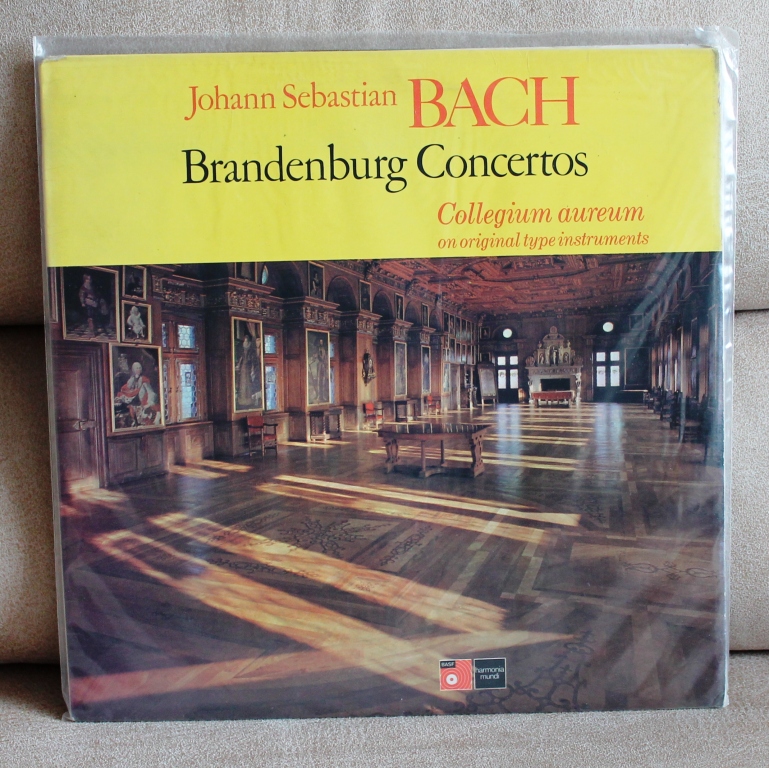 Johann Sebastian BACH
Brandenburg Concertos
Collegium aureum
on original type instruments
BASF
harmonia
mundi